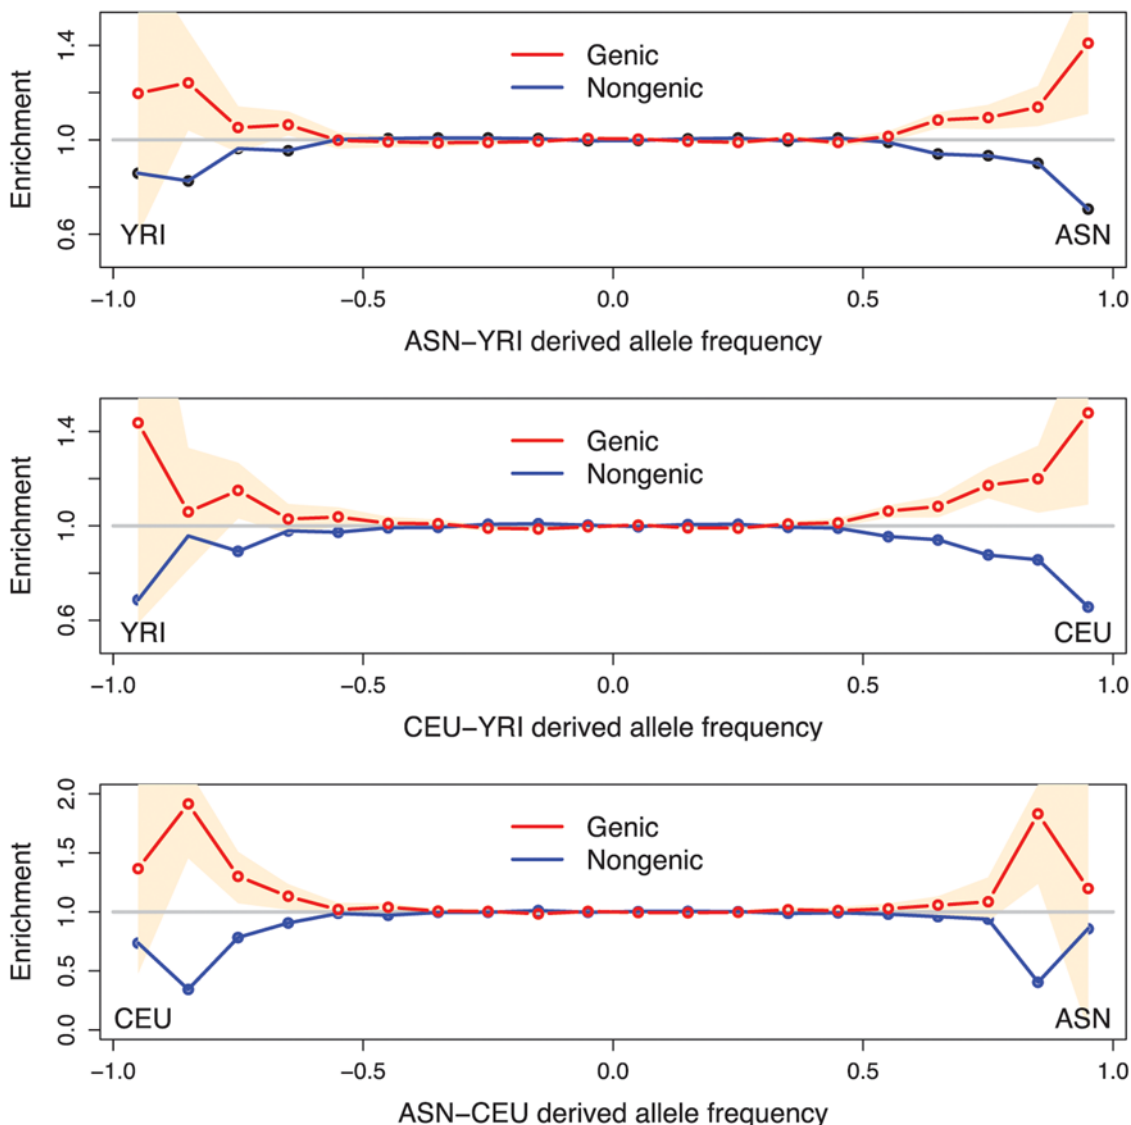 Enrichment
1.4
1.0
0.6
Genic
Nongenic
YRI
ASN
−1.0 −0.5 0.0 0.5 1.0
ASN−YRI derived allele frequency
Enrichment
1.4
1.0
0.6
Genic
Nongenic
YRI
CEU
−1.0 −0.5 0.0 0.5 1.0
CEU−YRI derived allele frequency
Enrichment
2.0
1.5
1.0
0.5
0.0
Genic
Nongenic
CEU
ASN
−1.0 −0.5 0.0 0.5 1.0
ASN−CEU derived allele frequency